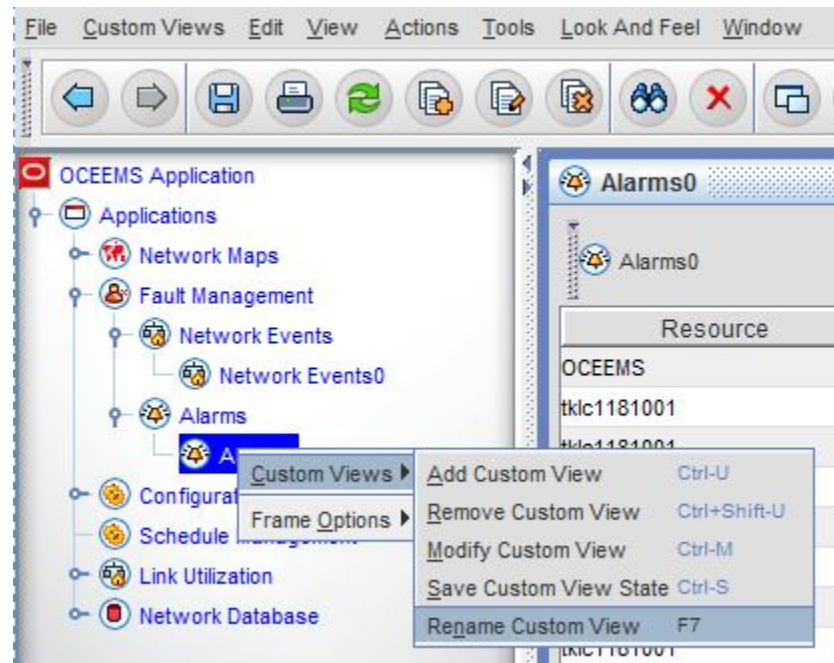 File Custom Views Edit View Actions Tools Look And Feel Window
OCEEMS Application
Applications
Network Maps
Fault Management
Network Events
Network Events0
Alarms
A
Configurat
Schedule
Link Utilization
Network Database
Custom Views
Frame Options
Add Custom View Ctrl-U
Remove Custom View Ctrl+Shift-U
Modify Custom View Ctrl-M
Save Custom View State Ctrl-S
Rename Custom View F7
Alarms0
Alarms0
Resource
OCEEMS
tklc1181001
tklc1181001
tklc1181001